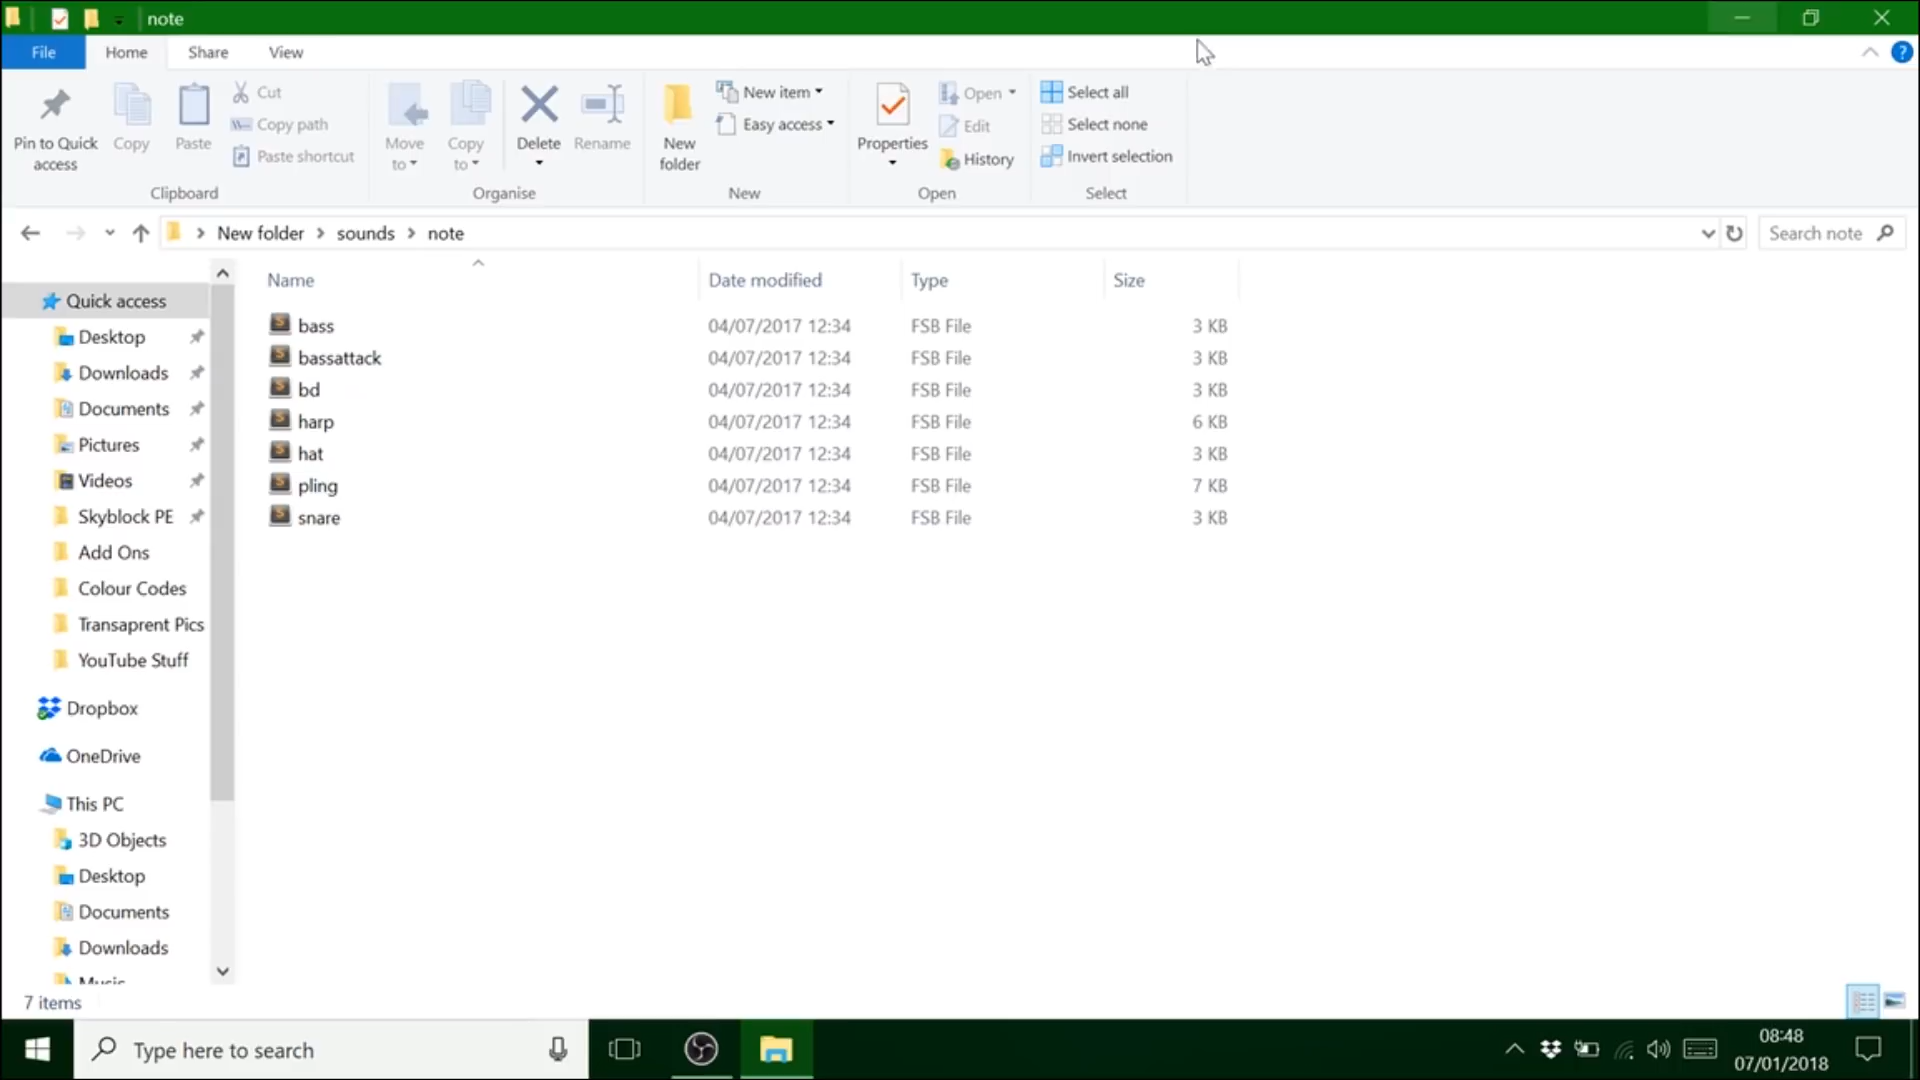 note
File Home Share View
Pin to Quick access
Copy
Paste
Cut
Copy path
Paste shortcut
Clipboard
Move to
Copy to
Delete
Rename
Organise
New folder
New item
Easy access
New
Properties
Open
Edit
History
Open
Select all
Select none
Invert selection
Select
New folder > sounds > note
Search note
Name Date modified Type Size
bass 04/07/2017 12:34 FSB File 3 KB
bassattack 04/07/2017 12:34 FSB File 3 KB
bd 04/07/2017 12:34 FSB File 3 KB
harp 04/07/2017 12:34 FSB File 6 KB
hat 04/07/2017 12:34 FSB File 3 KB
pling 04/07/2017 12:34 FSB File 7 KB
snare 04/07/2017 12:34 FSB File 3 KB
Quick access
Desktop
Downloads
Documents
Pictures
Videos
Skyblock PE
Add Ons
Colour Codes
Transaprent Pics
YouTube Stuff
Dropbox
OneDrive
This PC
3D Objects
Desktop
Documents
Downloads
Music
7 items
Type here to search
08:48
07/01/2018